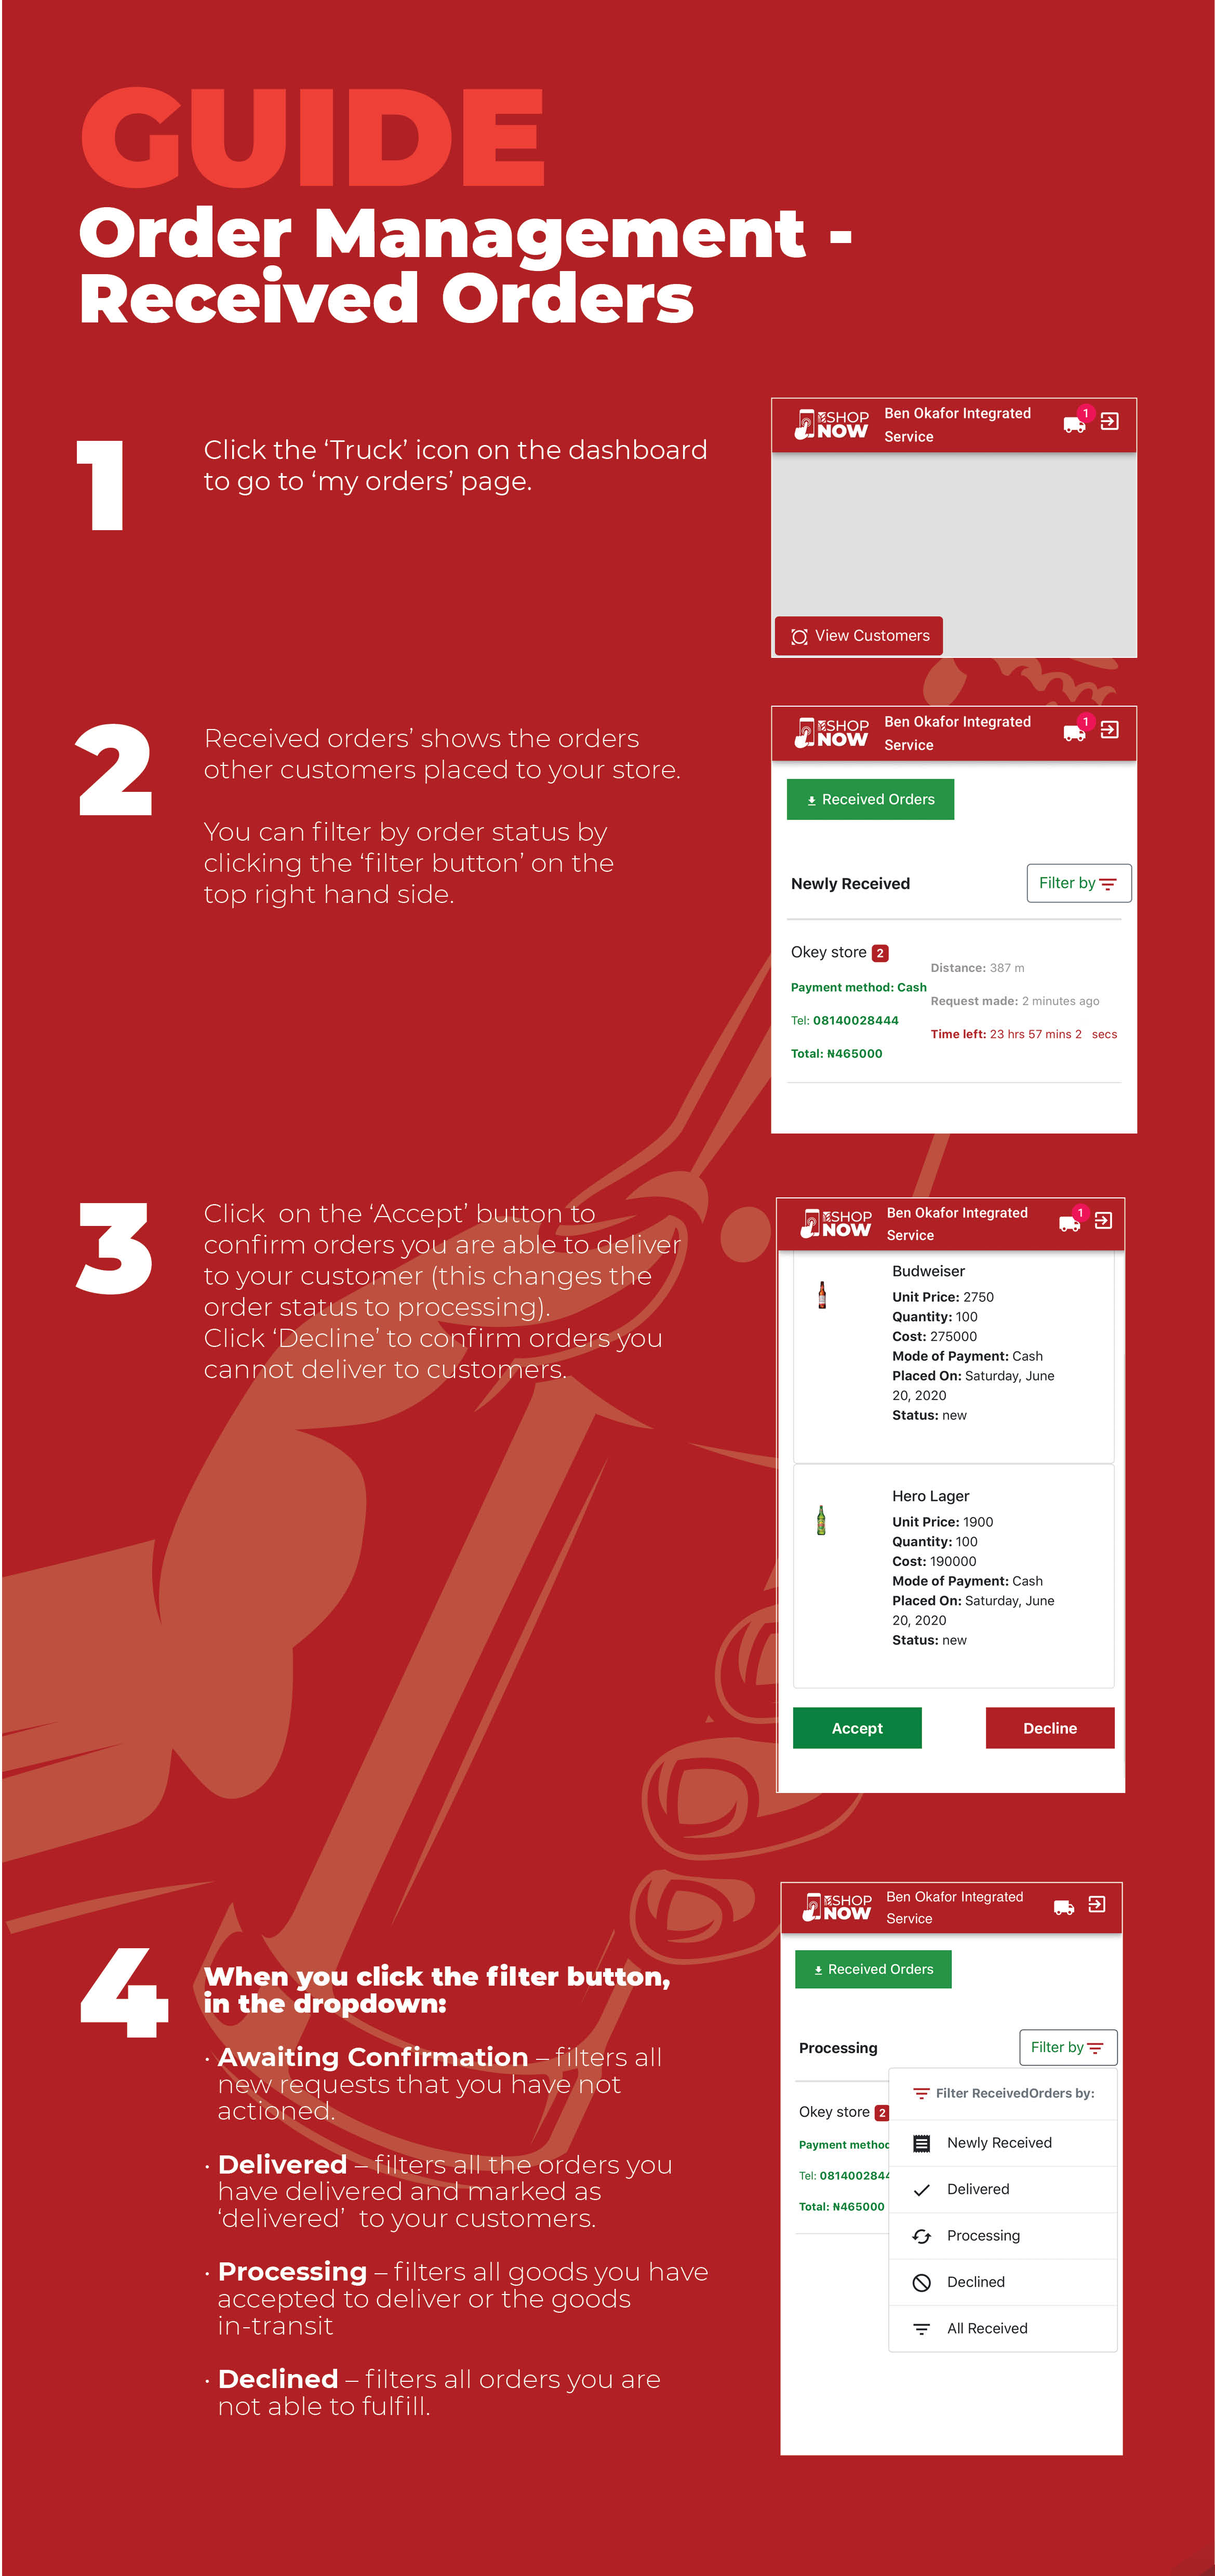 GUIDE
Order Management -
Received Orders
1
Click the ‘Truck’ icon on the dashboard
to go to ‘my orders’ page.
SHOP
NOW
Ben Okafor Integrated
Service
1
View Customers
2
Received orders’ shows the orders
other customers placed to your store.
You can filter by order status by
clicking the ‘filter button’ on the
top right hand side.
SHOP
NOW
Ben Okafor Integrated
Service
1
Received Orders
Newly Received
Filter by
Okey store 2
Distance: 387 m
Payment method: Cash
Request made: 2 minutes ago
Tel: 08140028444
Time left: 23 hrs 57 mins 2 secs
Total: ₦465000
3
Click on the ‘Accept’ button to
confirm orders you are able to deliver
to your customer (this changes the
order status to processing).
Click ‘Decline’ to confirm orders you
cannot deliver to customers.
SHOP
NOW
Ben Okafor Integrated
Service
1
Budweiser
Unit Price: 2750
Quantity: 100
Cost: 275000
Mode of Payment: Cash
Placed On: Saturday, June
20, 2020
Status: new
Hero Lager
Unit Price: 1900
Quantity: 100
Cost: 190000
Mode of Payment: Cash
Placed On: Saturday, June
20, 2020
Status: new
Accept
Decline
4
When you click the filter button,
in the dropdown:
· Awaiting Confirmation – filters all
new requests that you have not
actioned.
· Delivered – filters all the orders you
have delivered and marked as
‘delivered’ to your customers.
· Processing – filters all goods you have
accepted to deliver or the goods
in-transit
· Declined – filters all orders you are
not able to fulfill.
SHOP
NOW
Ben Okafor Integrated
Service
Received Orders
Processing
Filter by
Okey store 2
Payment method
Tel: 0814002844
Total: ₦465000
Filter ReceivedOrders by:
Newly Received
Delivered
Processing
Declined
All Received